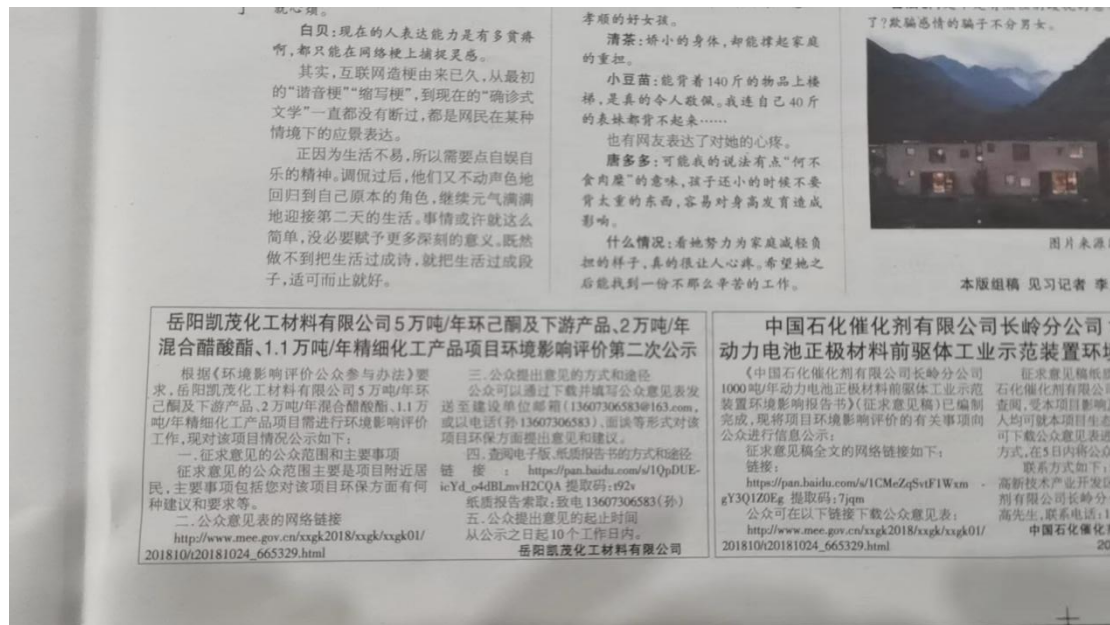 就心烦。
白贝：现在的人表达能力是有多贫瘠
啊，都只能在网络梗上捕捉灵感。
其实，互联网造梗由来已久，从最初
的“谐音梗”“缩写梗”，到现在的“确诊式
文学”一直都没有断过，都是网民在某种
情境下的应景表达。
正因为生活不易，所以需要点自娱自
乐的精神。调侃过后，他们又不动声色地
回归到自己原本的角色，继续元气满满
地迎接第二天的生活。事情或许就这么
简单，没必要赋予更多深刻的意义。既然
做不到把生活过成诗，就把生活过成段
子，适可而止就好。
孝顺的好女孩。
清茶：娇小的身体，却能撑起家庭
的重担。
小豆苗：能背着140斤的物品上楼
梯，是真的令人敬佩。我连自己40斤
的表妹都背不起来……
也有网友表达了对她的心疼。
唐多多：可能我的说法有点“何不
食肉糜”的意味，孩子还小的时候不要
背太重的东西，容易对身高发育造成
影响。
什么情况：看她努力为家庭减轻负
担的样子，真的很让人心疼。希望她之
后能找到一份不那么辛苦的工作。
了？欺骗感情的骗子不分男女。
图片来源
本版组稿 见习记者 李
岳阳凯茂化工材料有限公司5万吨/年环己酮及下游产品、2万吨/年
混合醋酸酯、1.1万吨/年精细化工产品项目环境影响评价第二次公示
根据《环境影响评价公众参与办法》要
求，岳阳凯茂化工材料有限公司5万吨/年环
己酮及下游产品、2万吨/年混合醋酸酯、1.1万
吨/年精细化工产品项目需进行环境影响评价
工作，现对该项目情况公示如下：
一.征求意见的公众范围和主要事项
征求意见的公众范围主要是项目附近居
民，主要事项包括您对该项目环保方面有何
种建议和要求等。
二.公众意见表的网络链接
http://www.mee.gov.cn/xxgk2018/xxgk/xxgk01/
201810/t20181024_665329.html
三.公众提出意见的方式和途径
公众可以通过下载并填写公众意见表发
送至建设单位邮箱（13607306583@163.com，
或以电话（孙13607306583）、面谈等形式对该
项目环保方面提出意见和建议。
四.查阅电子版、纸质报告书的方式和途径
链接：https://pan.baidu.com/s/1QpDUE-
icYd_o4dBLmvH2CQA 提取码：t92v
纸质报告索取：致电13607306583（孙）
五.公众提出意见的起止时间
从公示之日起10个工作日内。
岳阳凯茂化工材料有限公司
中国石化催化剂有限公司长岭分公司
动力电池正极材料前驱体工业示范装置环境
《中国石化催化剂有限公司长岭分公司
1000吨/年动力电池正极材料前驱体工业示范
装置环境影响报告书》（征求意见稿）已编制
完成，现将项目环境影响评价的有关事项向
公众进行信息公示：
征求意见稿全文的网络链接如下：
链接：
https://pan.baidu.com/s/1CMeZqSvtF1Wxm-
gY3Q1Z0Eg 提取码：7jqm
公众可在以下链接下载公众意见表：
http://www.mee.gov.cn/xxgk2018/xxgk/xxgk01/
201810/t20181024_665329.html
征求意见稿纸质
石化催化剂有限公
查阅，受本项目影响
人均可就本项目生态
可下载公众意见表进
方式，在5日内将公众
联系方式如下：
高新技术产业开发区
剂有限公司长岭分
高先生，联系电话：1
中国石化催化
20